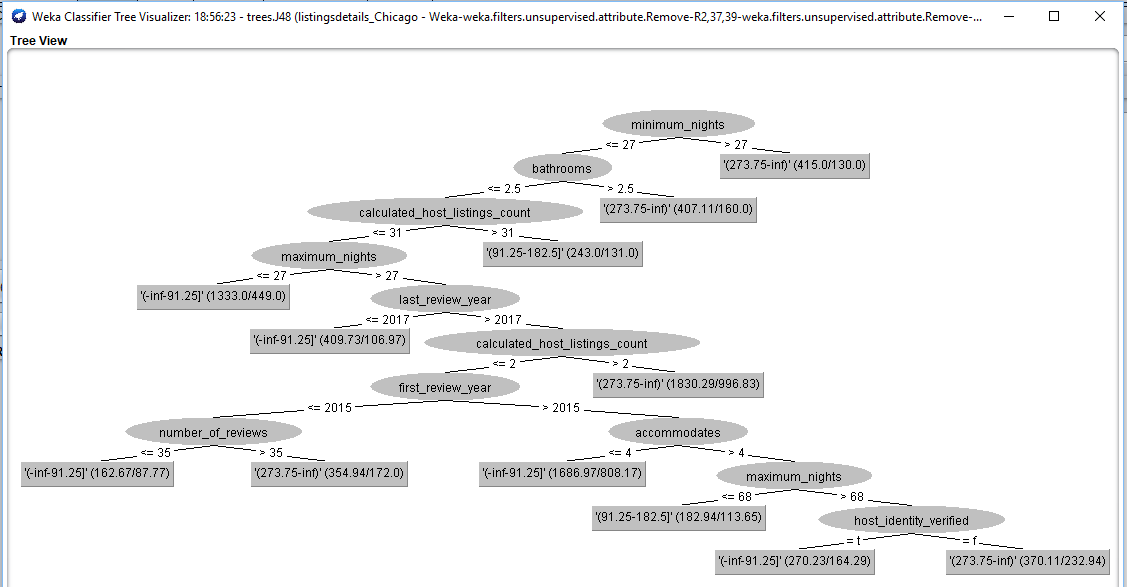 Weka Classifier Tree Visualizer: 18:56:23 - trees.J48 (listingsdetails_Chicago - Weka-weka.filters.unsupervised.attribute.Remove-R2,37,39-weka.filters.unsupervised.attribute.Remove-...
Tree View
minimum_nights
<= 27 > 27
bathrooms '(273.75-inf)' (415.0/130.0)
<= 2.5 > 2.5
calculated_host_listings_count '(273.75-inf)' (407.11/160.0)
<= 31 > 31
maximum_nights '(91.25-182.5]' (243.0/131.0)
<= 27 > 27
'(-inf-91.25]' (1333.0/449.0) last_review_year
<= 2017 > 2017
'(-inf-91.25]' (409.73/106.97) calculated_host_listings_count
<= 2 > 2
first_review_year '(273.75-inf)' (1830.29/996.83)
<= 2015 > 2015
number_of_reviews accommodates
<= 35 > 35 <= 4 > 4
'(-inf-91.25]' (162.67/87.77) '(273.75-inf)' (354.94/172.0) '(-inf-91.25]' (1686.97/808.17) maximum_nights
<= 68 > 68
'(91.25-182.5]' (182.94/113.65) host_identity_verified
= t = f
'(-inf-91.25]' (270.23/164.29) '(273.75-inf)' (370.11/232.94)